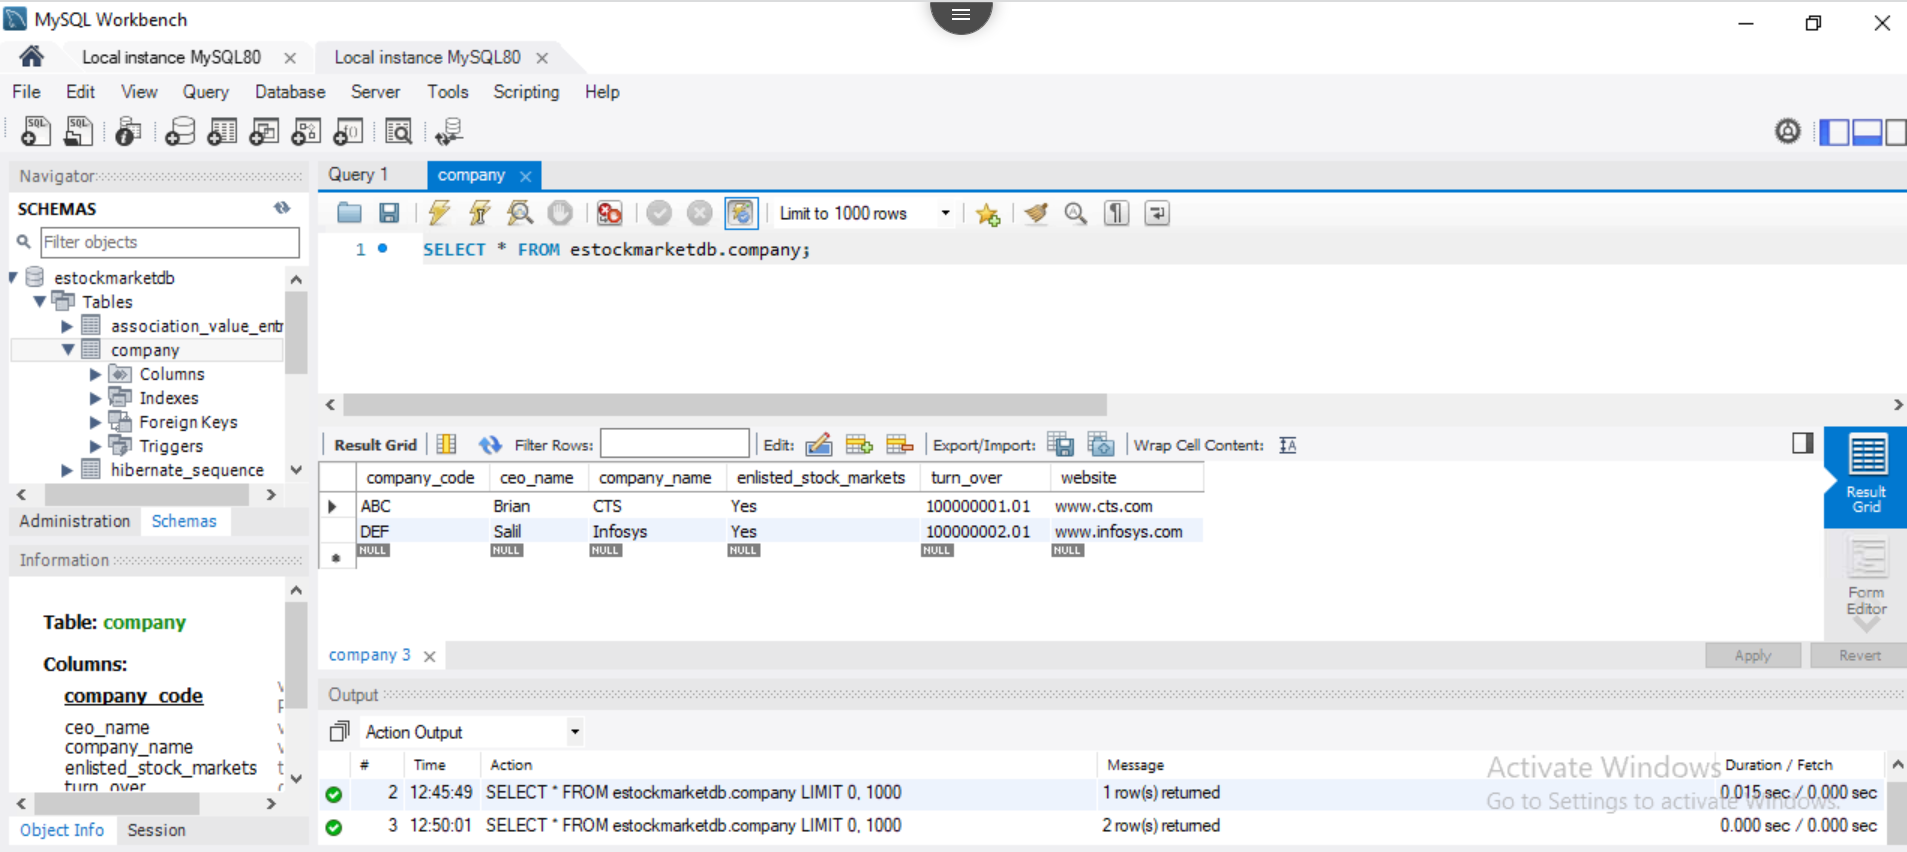 MySQL Workbench
Local instance MySQL80 Local instance MySQL80
File Edit View Query Database Server Tools Scripting Help
Navigator
SCHEMAS
Filter objects
estockmarketdb
Tables
association_value_entr
company
Columns
Indexes
Foreign Keys
Triggers
hibernate_sequence
Administration Schemas
Information
Table: company
Columns:
company_code
ceo_name
company_name
enlisted_stock_markets
turn_over
Object Info Session
Query 1 company
Limit to 1000 rows
1 SELECT * FROM estockmarketdb.company;
Result Grid Filter Rows: Edit: Export/Import: Wrap Cell Content:
company_code ceo_name company_name enlisted_stock_markets turn_over website
ABC Brian CTS Yes 100000001.01 www.cts.com
DEF Salil Infosys Yes 100000002.01 www.infosys.com
NULL NULL NULL NULL NULL NULL
Result
Grid
Form
Editor
company 3 Apply Revert
Output
Action Output
# Time Action Message Duration / Fetch
2 12:45:49 SELECT * FROM estockmarketdb.company LIMIT 0, 1000 1 row(s) returned 0.015 sec / 0.000 sec
3 12:50:01 SELECT * FROM estockmarketdb.company LIMIT 0, 1000 2 row(s) returned 0.000 sec / 0.000 sec
Activate Windows
Go to Settings to activate Windows.